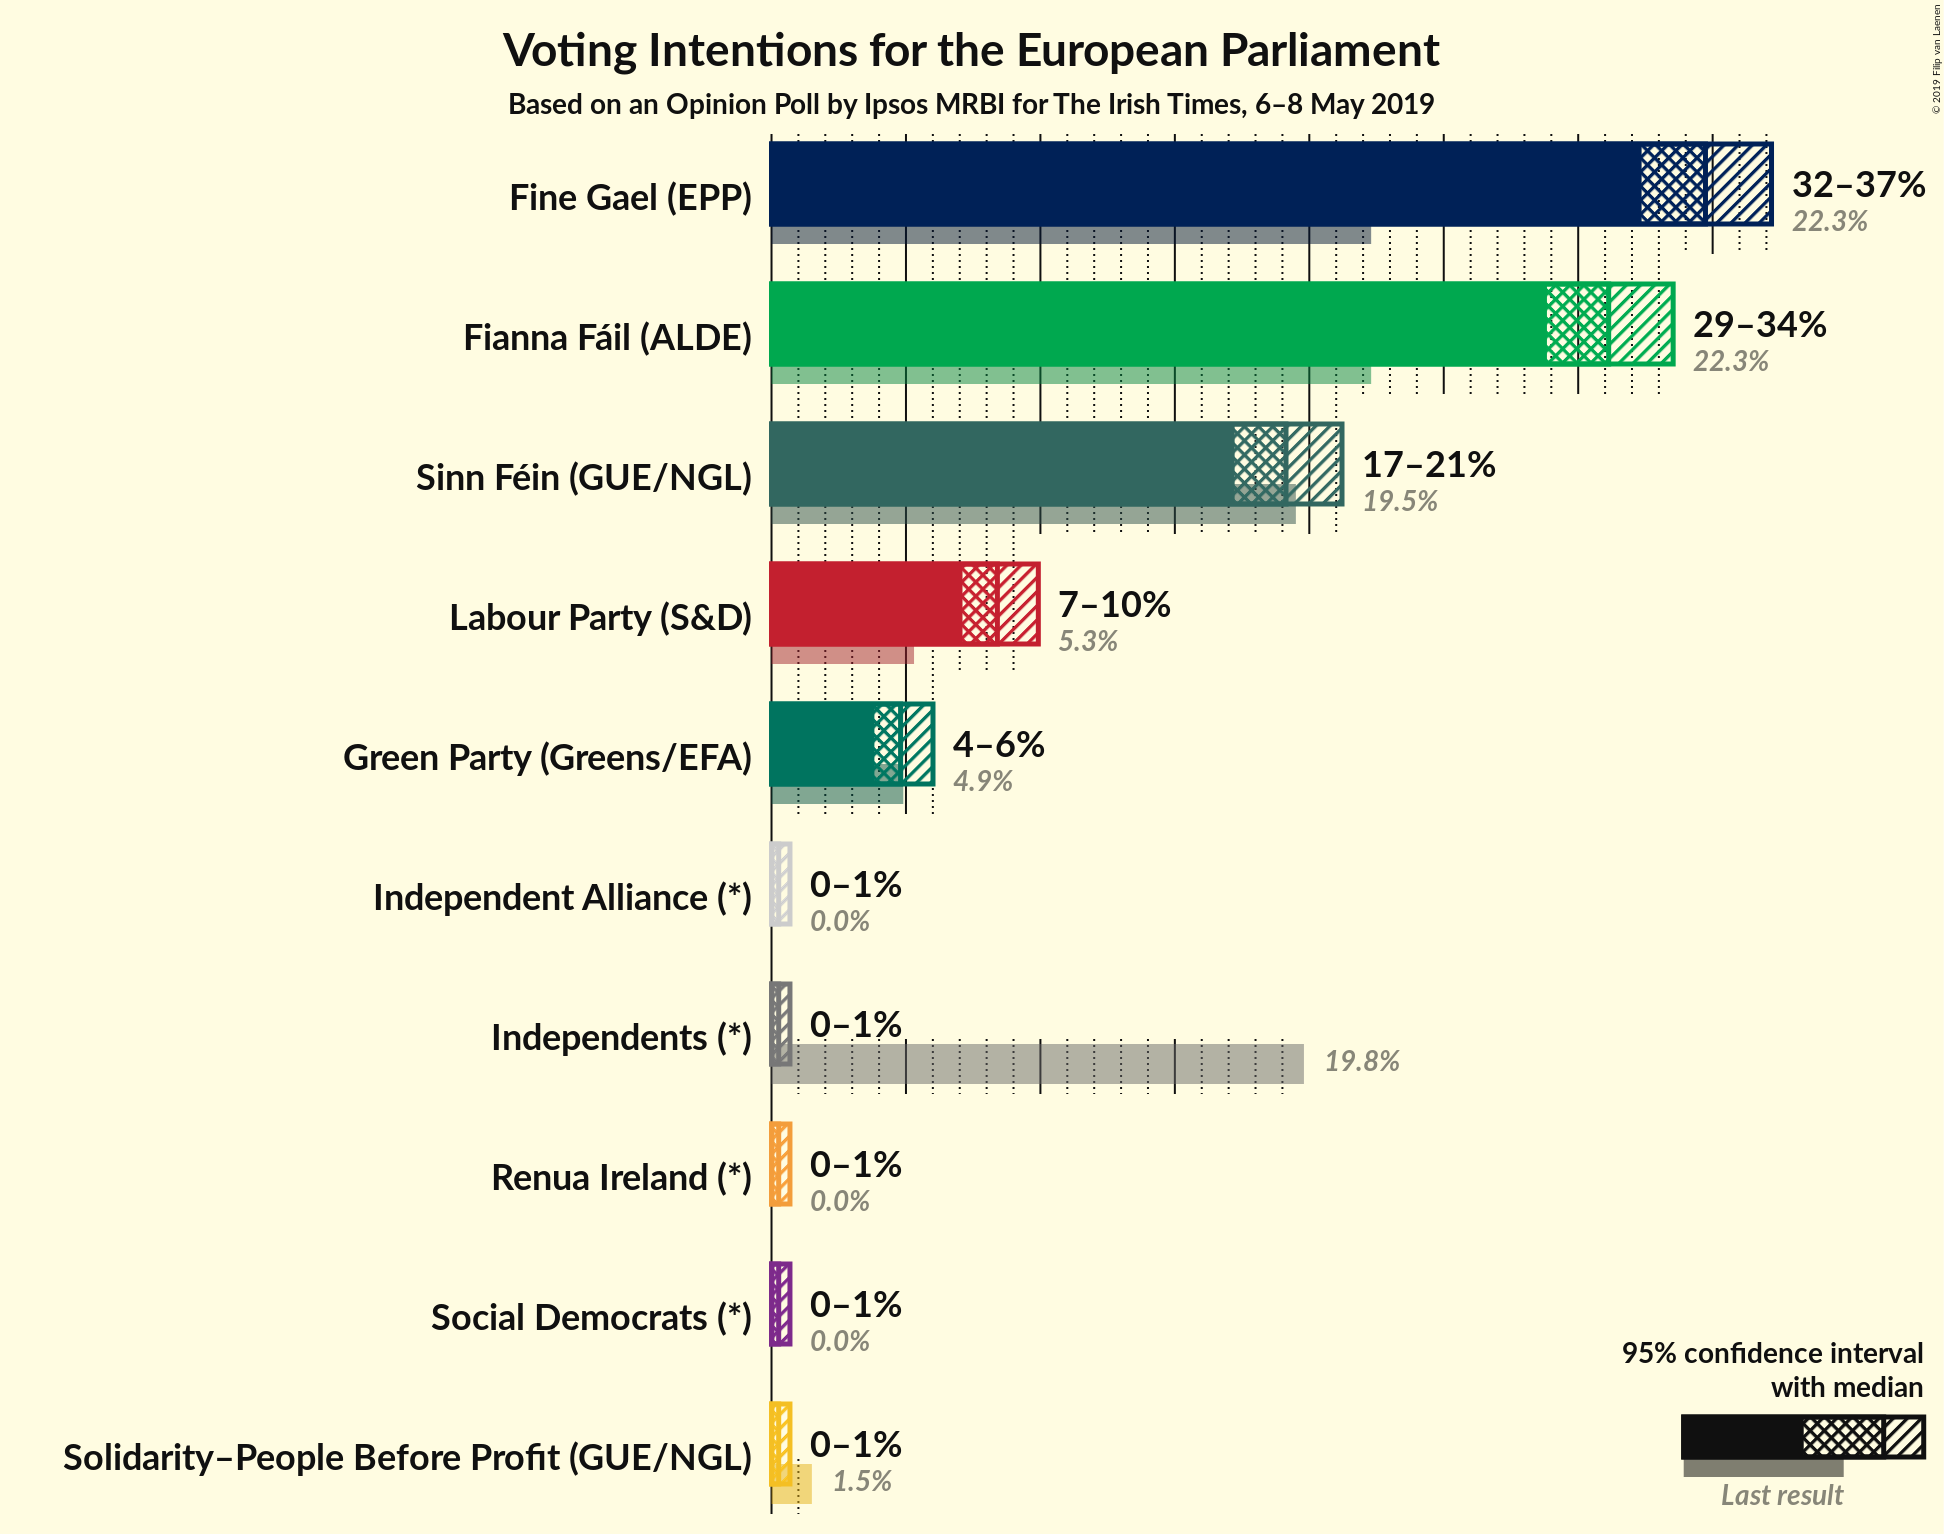 Voting Intentions for the European Parliament
Based on an Opinion Poll by Ipsos MRBI for The Irish Times, 6–8 May 2019
© 2019 Filip van Laenen
Fine Gael (EPP)
32–37%
22.3%
Fianna Fáil (ALDE)
29–34%
22.3%
Sinn Féin (GUE/NGL)
17–21%
19.5%
Labour Party (S&D)
7–10%
5.3%
Green Party (Greens/EFA)
4–6%
4.9%
Independent Alliance (*)
0–1%
0.0%
Independents (*)
0–1%
19.8%
Renua Ireland (*)
0–1%
0.0%
Social Democrats (*)
0–1%
0.0%
Solidarity–People Before Profit (GUE/NGL)
0–1%
1.5%
95% confidence interval
with median
Last result